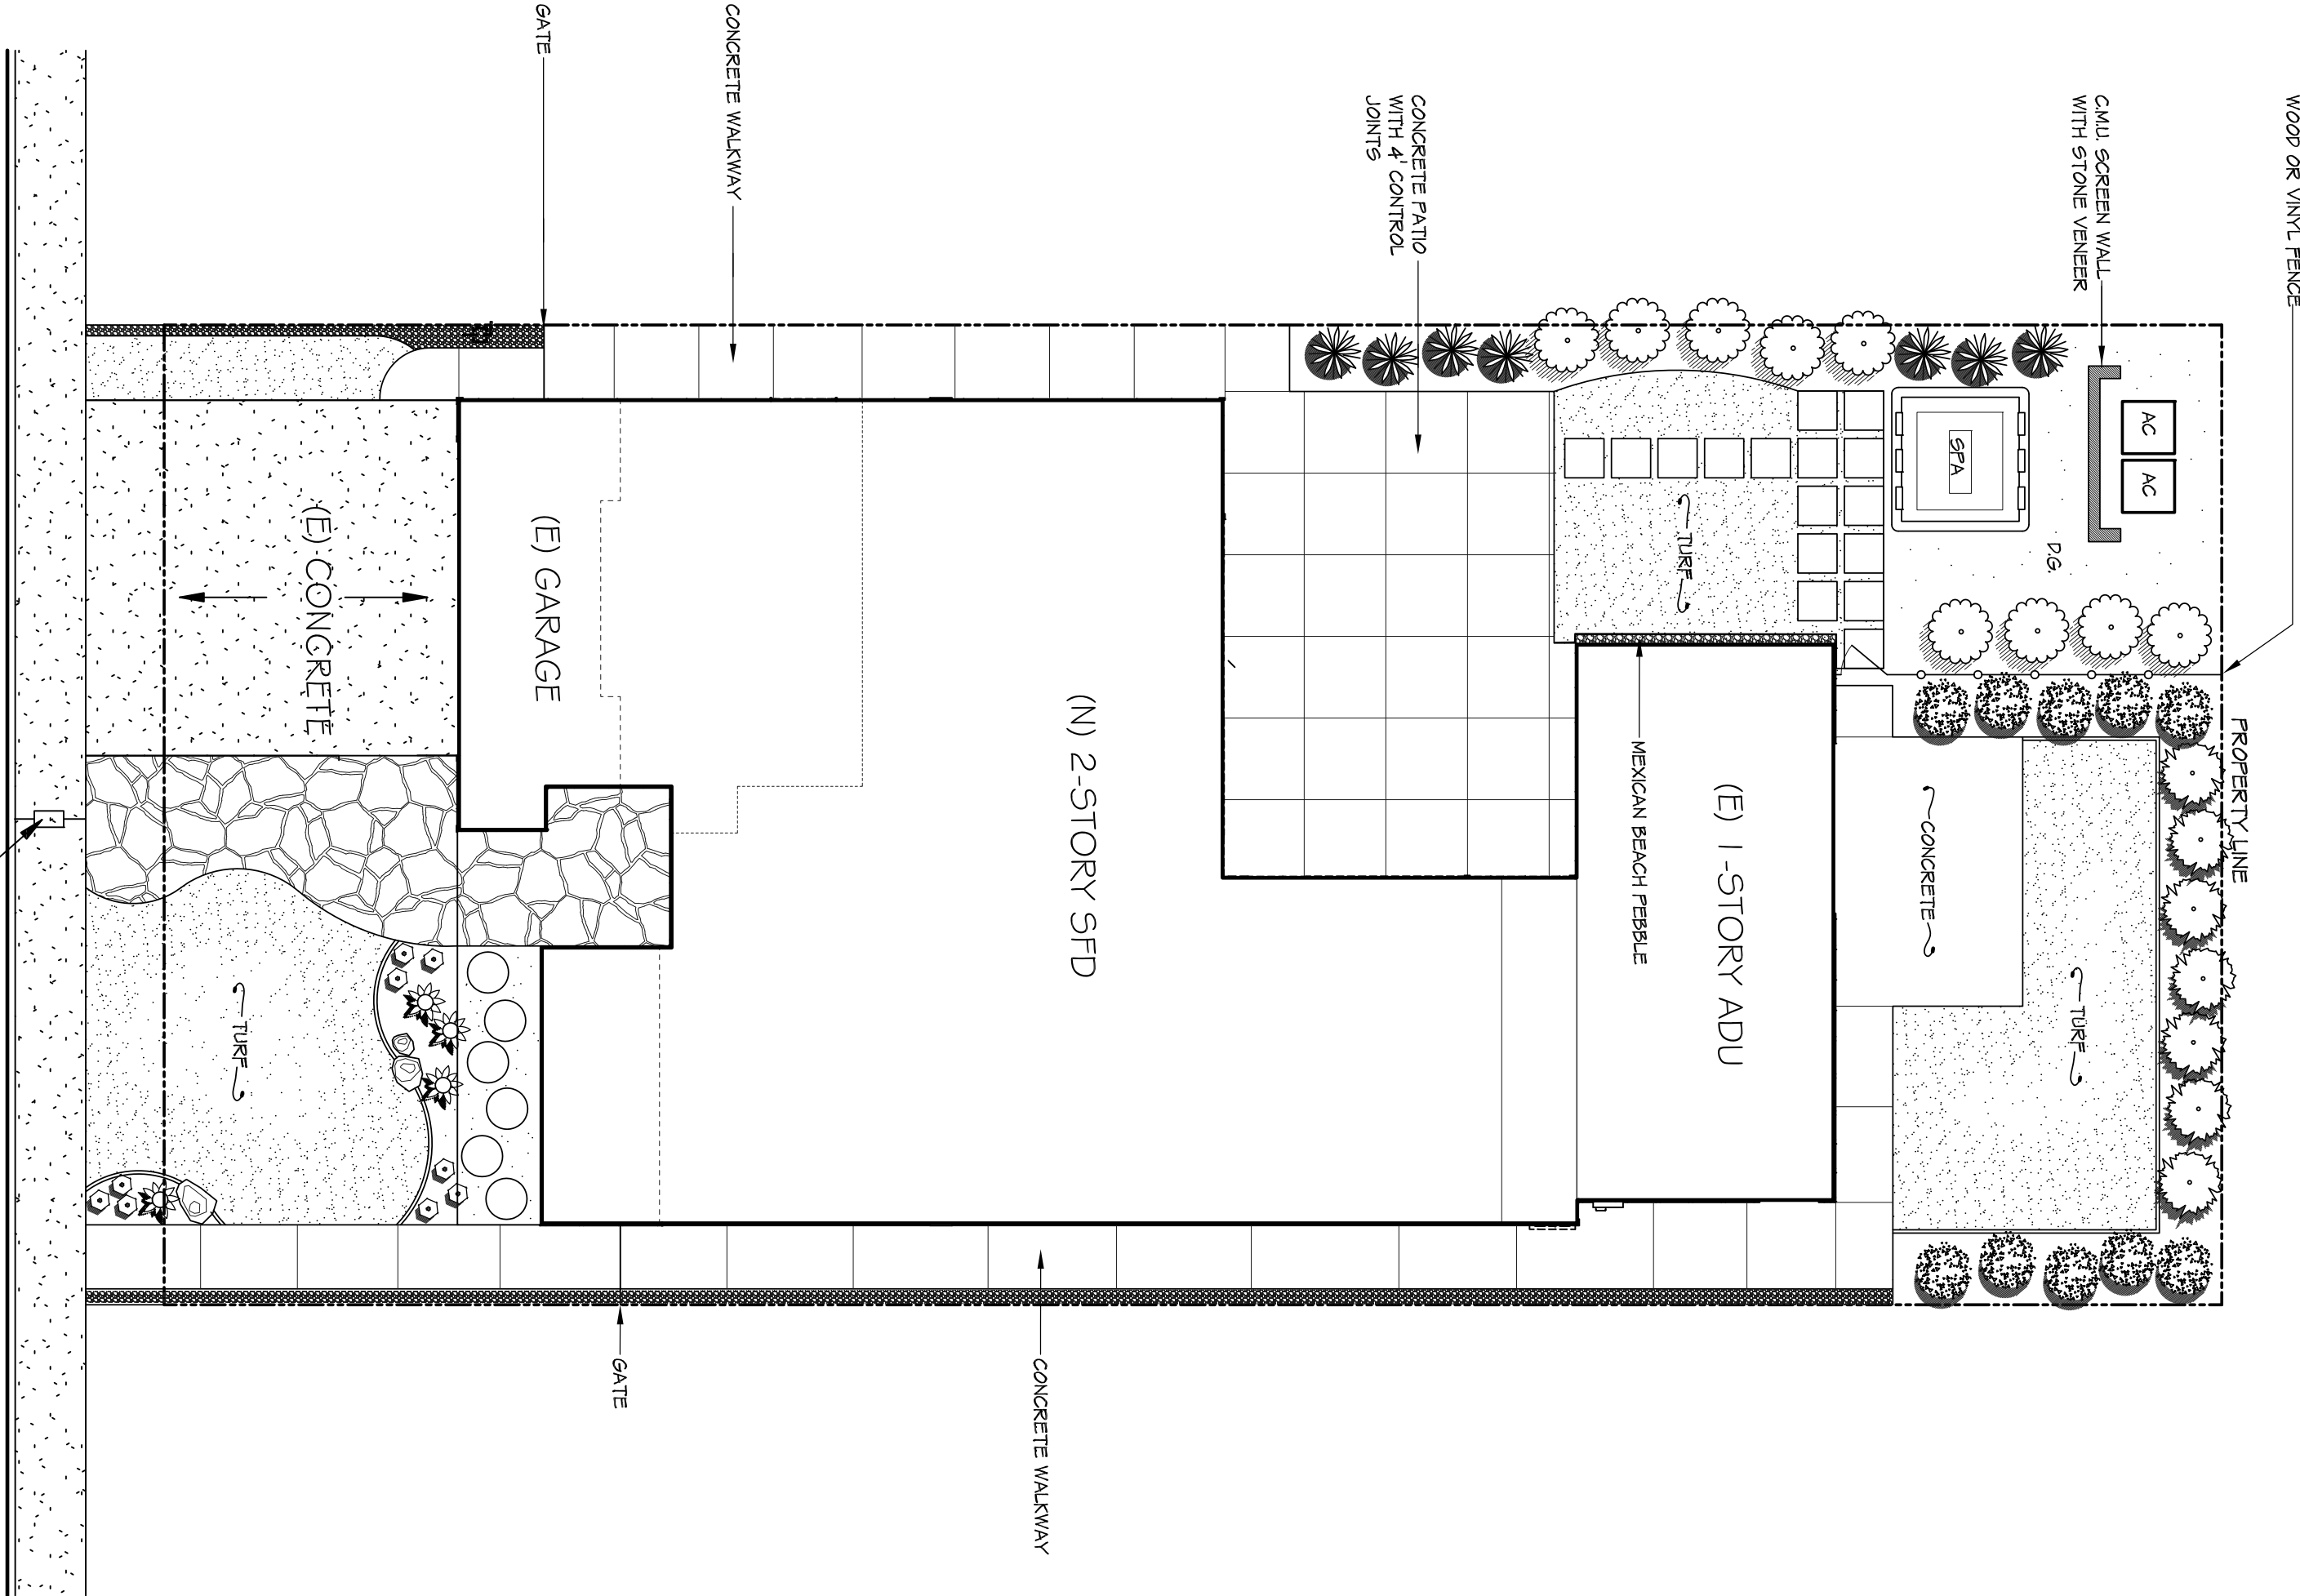 WOOD OR VINYL FENCE
C.M.U. SCREEN WALL
WITH STONE VENEER
AC
AC
SPA
D.G.
PROPERTY LINE
CONCRETE PATIO
WITH 4' CONTROL
JOINTS
TURF
MEXICAN BEACH PEBBLE
(E) 1-STORY ADU
CONCRETE
TURF
CONCRETE WALKWAY
GATE
(N) 2-STORY SFD
(E) GARAGE
(E) CONCRETE
TURF
GATE
CONCRETE WALKWAY